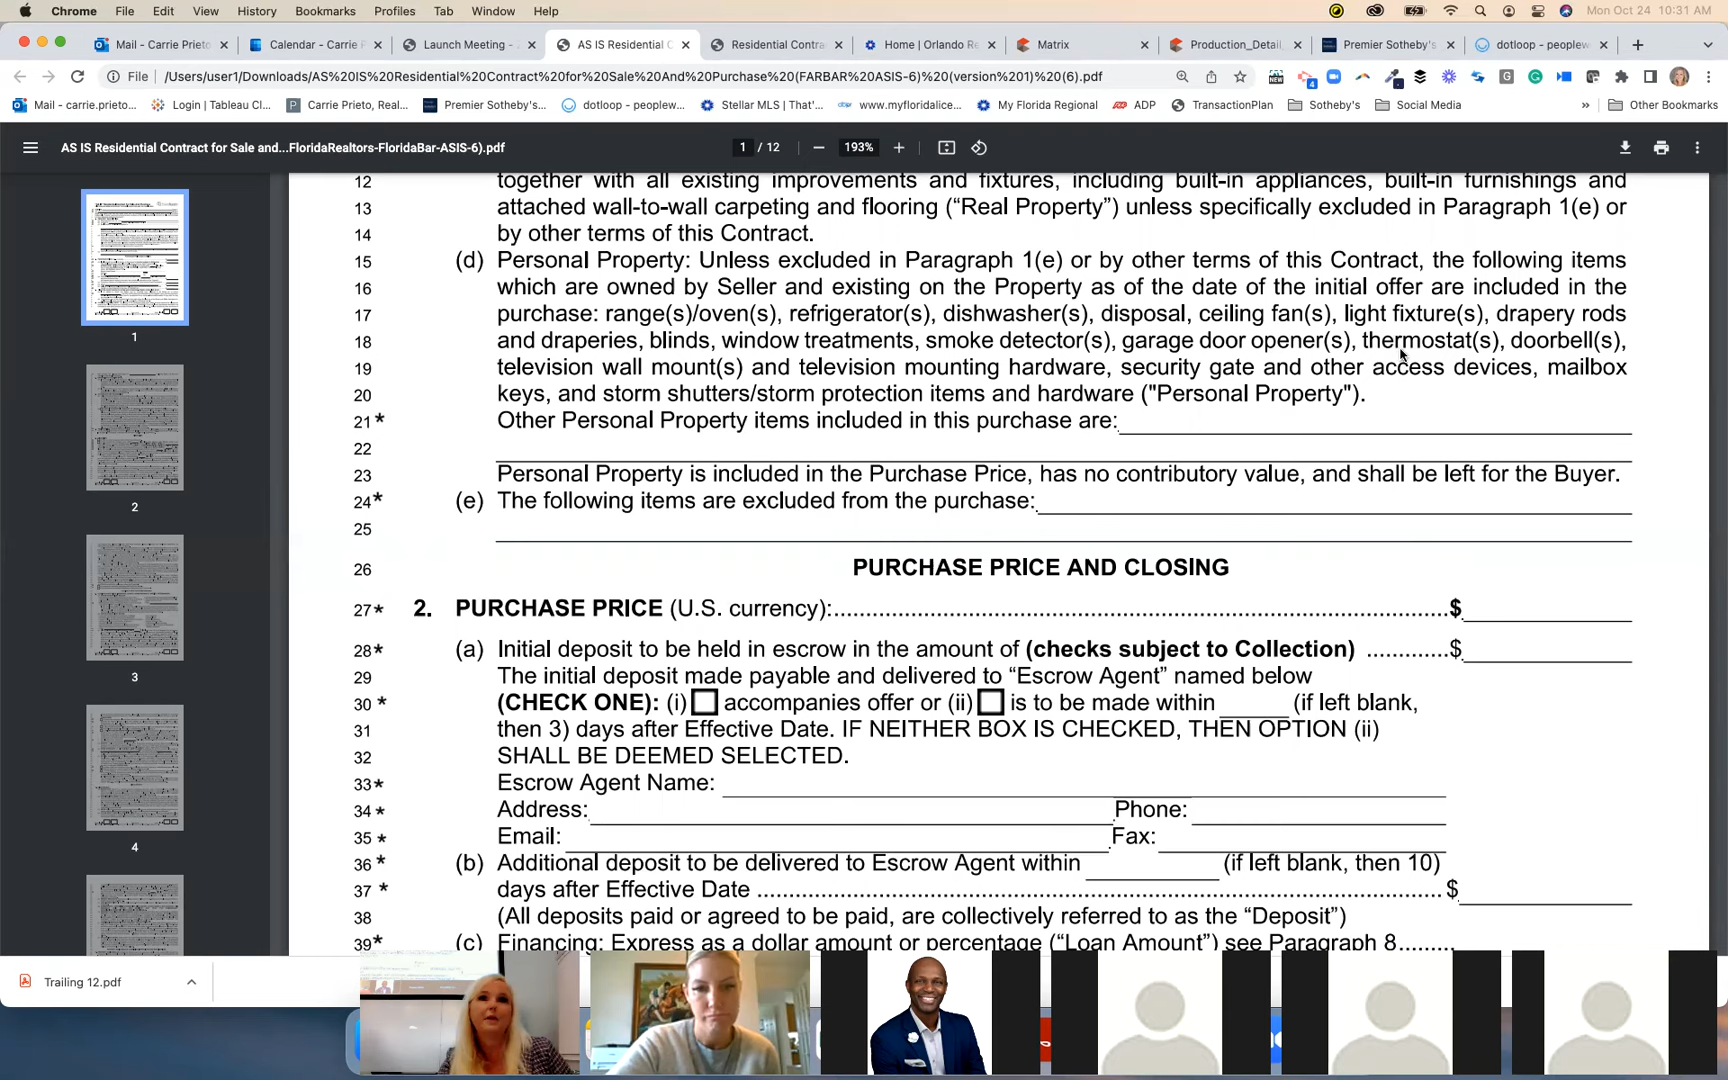 Chrome File Edit View History Bookmarks Profiles Tab Window Help Mon Oct 24 10:31 AM
Mail - Carrie Prieto Calendar - Carrie P Launch Meeting - AS IS Residential C Residential Contra Home | Orlando Re Matrix Production_Detail_ Premier Sotheby's dotloop - peoplew
File /Users/user1/Downloads/AS%20IS%20Residential%20Contract%20for%20Sale%20And%20Purchase%20(FARBAR%20ASIS-6)%20(version%201)%20(6).pdf
Mail - carrie.prieto... Login | Tableau Cl... Carrie Prieto, Real... Premier Sotheby's... dotloop - peoplew... Stellar MLS | That'... www.myfloridalice... My Florida Regional ADP TransactionPlan Sotheby's Social Media » Other Bookmarks
AS IS Residential Contract for Sale and...FloridaRealtors-FloridaBar-ASIS-6).pdf 1 / 12 193%
12 together with all existing improvements and fixtures, including built-in appliances, built-in furnishings and
13 attached wall-to-wall carpeting and flooring (“Real Property”) unless specifically excluded in Paragraph 1(e) or
14 by other terms of this Contract.
15 (d) Personal Property: Unless excluded in Paragraph 1(e) or by other terms of this Contract, the following items
16 which are owned by Seller and existing on the Property as of the date of the initial offer are included in the
17 purchase: range(s)/oven(s), refrigerator(s), dishwasher(s), disposal, ceiling fan(s), light fixture(s), drapery rods
18 and draperies, blinds, window treatments, smoke detector(s), garage door opener(s), thermostat(s), doorbell(s),
19 television wall mount(s) and television mounting hardware, security gate and other access devices, mailbox
20 keys, and storm shutters/storm protection items and hardware ("Personal Property").
21* Other Personal Property items included in this purchase are:
22
23 Personal Property is included in the Purchase Price, has no contributory value, and shall be left for the Buyer.
24* (e) The following items are excluded from the purchase:
25
26 PURCHASE PRICE AND CLOSING
27* 2. PURCHASE PRICE (U.S. currency):....................$
28* (a) Initial deposit to be held in escrow in the amount of (checks subject to Collection) .............$
29 The initial deposit made payable and delivered to “Escrow Agent” named below
30* (CHECK ONE): (i) accompanies offer or (ii) is to be made within ______ (if left blank,
31 then 3) days after Effective Date. IF NEITHER BOX IS CHECKED, THEN OPTION (ii)
32 SHALL BE DEEMED SELECTED.
33* Escrow Agent Name:
34* Address: Phone:
35* Email: Fax:
36* (b) Additional deposit to be delivered to Escrow Agent within ______ (if left blank, then 10)
37* days after Effective Date ....................$
38 (All deposits paid or agreed to be paid, are collectively referred to as the “Deposit”)
39* (c) Financing: Express as a dollar amount or percentage (“Loan Amount”) see Paragraph 8.........
1
2
3
4
Trailing 12.pdf